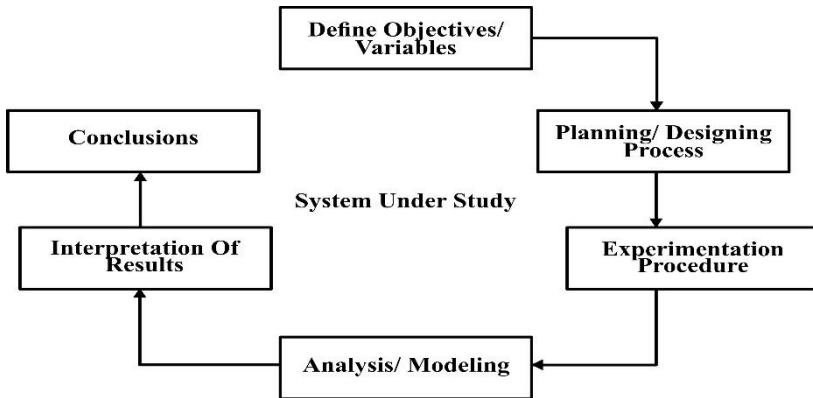 Define Objectives/
Variables
Planning/ Designing
Process
Experimentation
Procedure
Analysis/ Modeling
Interpretation Of
Results
Conclusions
System Under Study